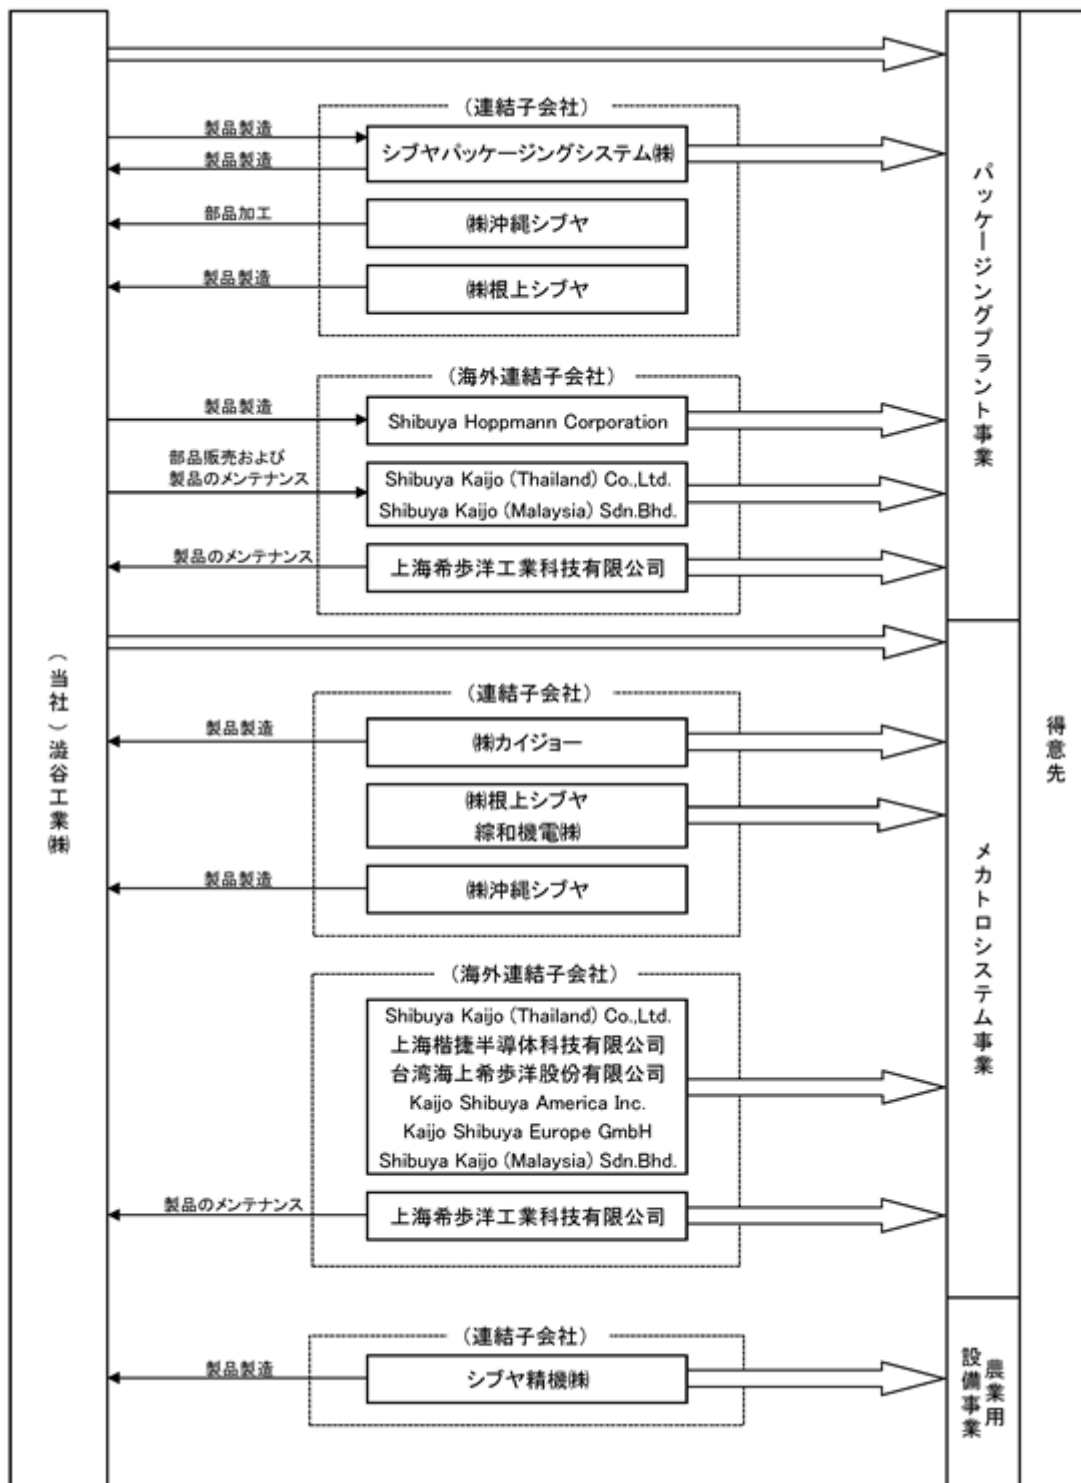 (連結子会社)
製品製造
シブヤパッケージングシステム㈱
製品製造
部品加工
㈱沖縄シブヤ
製品製造
㈱根上シブヤ
(海外連結子会社)
製品製造
Shibuya Hoppmann Corporation
部品販売および
製品のメンテナンス
Shibuya Kaijo (Thailand) Co.,Ltd.
Shibuya Kaijo (Malaysia) Sdn.Bhd.
製品のメンテナンス
上海希歩洋工業科技有限公司
パッケージングプラント事業
(当社)澁谷工業㈱
(連結子会社)
製品製造
㈱カイジョー
㈱根上シブヤ
綜和機電㈱
製品製造
㈱沖縄シブヤ
(海外連結子会社)
Shibuya Kaijo (Thailand) Co.,Ltd.
上海楷捷半導体科技有限公司
台湾海上希歩洋股份有限公司
Kaijo Shibuya America Inc.
Kaijo Shibuya Europe GmbH
Shibuya Kaijo (Malaysia) Sdn.Bhd.
製品のメンテナンス
上海希歩洋工業科技有限公司
メカトロシステム事業
得意先
(連結子会社)
製品製造
シブヤ精機㈱
農業用
設備事業